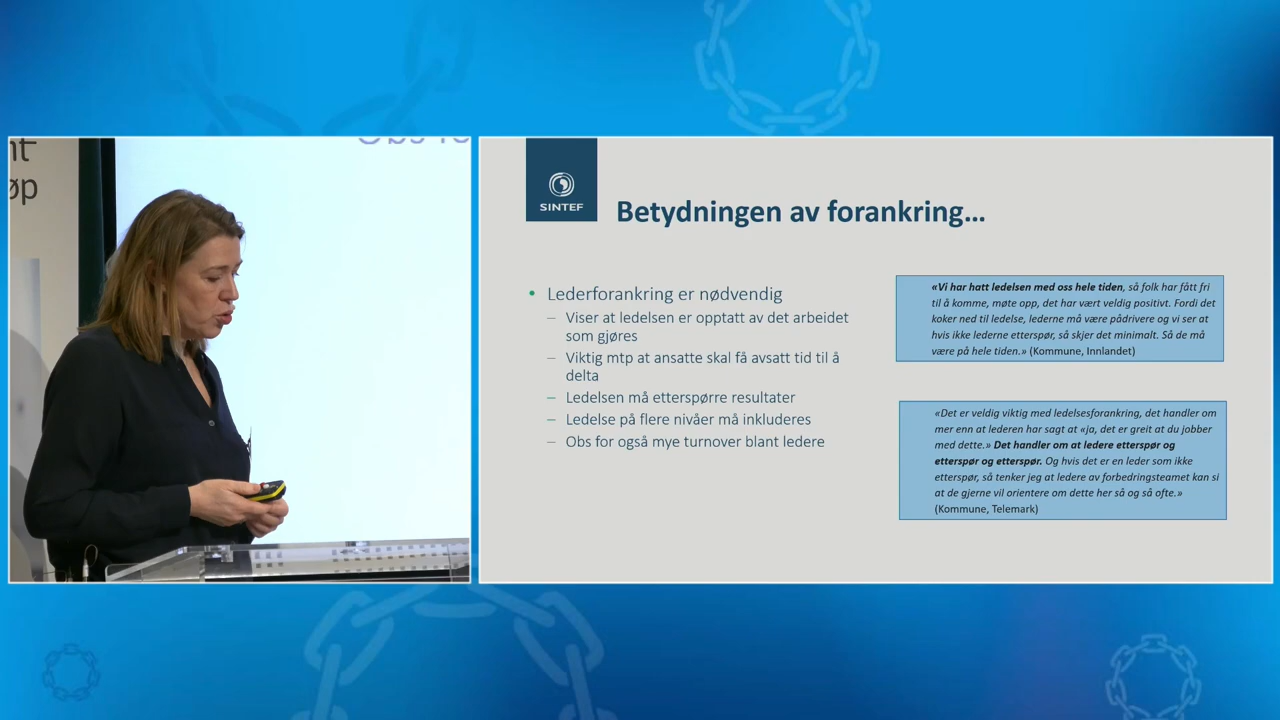 SINTEF
Betydningen av forankring...
• Lederforankring er nødvendig
– Viser at ledelsen er opptatt av det arbeidet
som gjøres
– Viktig mtp at ansatte skal få avsatt tid til å
delta
– Ledelsen må etterspørre resultater
– Ledelse på flere nivåer må inkluderes
– Obs for også mye turnover blant ledere
«Vi har hatt ledelsen med oss hele tiden, så folk har fått fri
til å komme, møte opp, det har vært veldig positivt. Fordi det
koker ned til ledelse, lederne må være pådrivere og vi ser at
hvis ikke lederne etterspør, så skjer det minimalt. Så de må
være på hele tiden.» (Kommune, Innlandet)
«Det er veldig viktig med ledelsesforankring, det handler om
mer enn at lederen har sagt at «ja, det er greit at du jobber
med dette.» Det handler om at ledere etterspør og
etterspør og etterspør. Og hvis det er en leder som ikke
etterspør, så tenker jeg at ledere av forbedringsteamet kan si
at de gjerne vil orientere om dette her så og så ofte.»
(Kommune, Telemark)